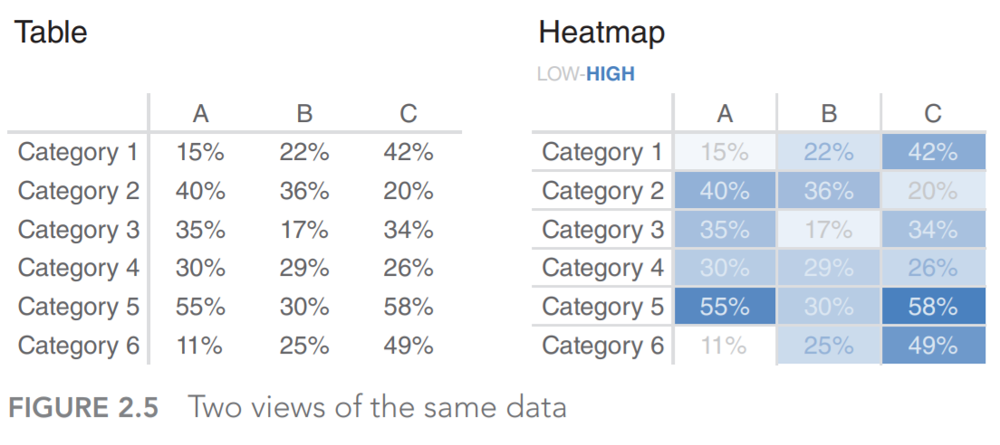 Table
A B C
Category 1 15% 22% 42%
Category 2 40% 36% 20%
Category 3 35% 17% 34%
Category 4 30% 29% 26%
Category 5 55% 30% 58%
Category 6 11% 25% 49%
Heatmap
LOW-HIGH
A B C
Category 1 15% 22% 42%
Category 2 40% 36% 20%
Category 3 35% 17% 34%
Category 4 30% 29% 26%
Category 5 55% 30% 58%
Category 6 11% 25% 49%
FIGURE 2.5 Two views of the same data